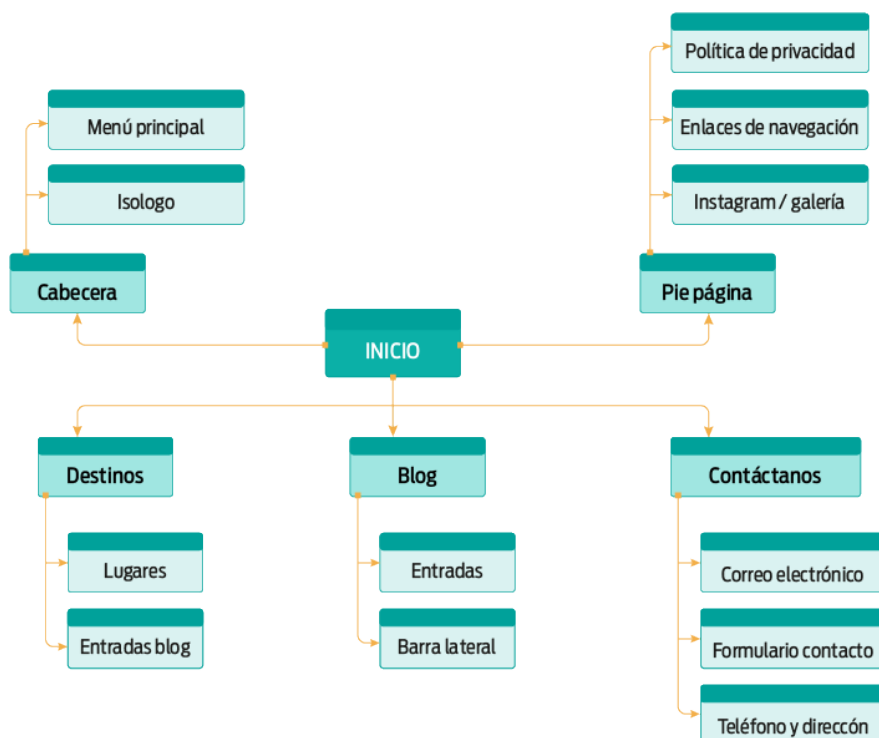 Política de privacidad
Menú principal
Enlaces de navegación
Isologo
Instagram / galería
Cabecera
Pie página
INICIO
Destinos
Blog
Contáctanos
Lugares
Entradas
Correo electrónico
Entradas blog
Barra lateral
Formulario contacto
Teléfono y direccón